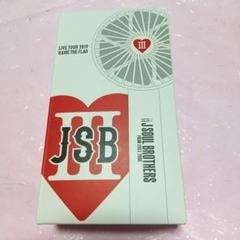 LIVE TOUR 2019
RAISE THE FLAG
III
JSB
III
J SOUL BROTHERS
FROM EXILE TRIBE